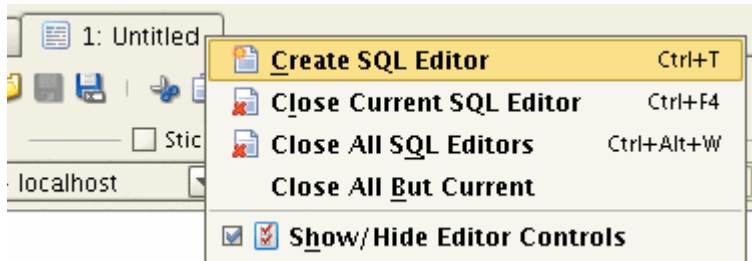 1: Untitled
Create SQL Editor Ctrl+T
Close Current SQL Editor Ctrl+F4
Close All SQL Editors Ctrl+Alt+W
Stic
localhost
Close All But Current
Show/Hide Editor Controls